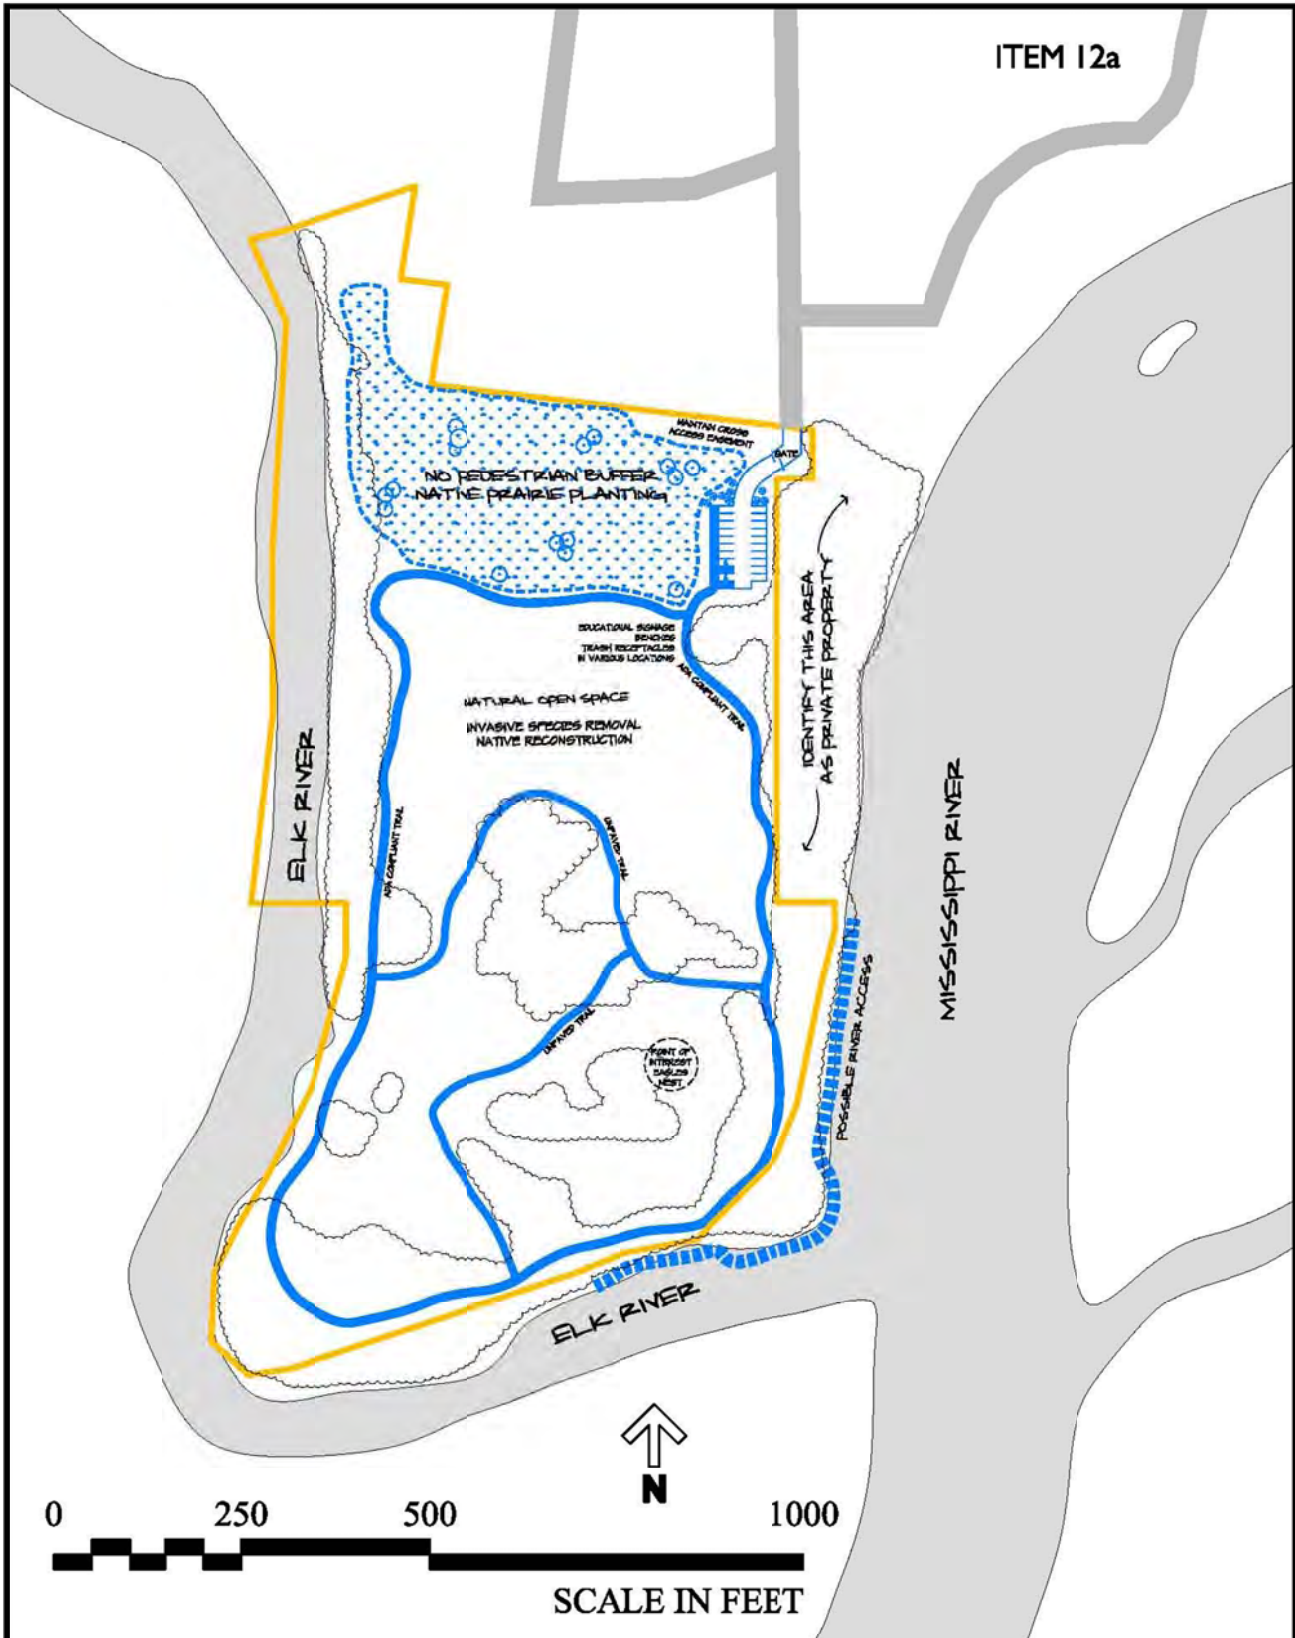 ITEM 12a
MAINTAIN CROSS
ACCESS EASEMENT
GATE
NO PEDESTRIAN BUFFER
NATIVE PRAIRIE PLANTING
IDENTIFY THIS AREA
AS PRIVATE PROPERTY
EDUCATIONAL SIGNAGE
BENCHES
TRASH RECEPTACLES
IN VARIOUS LOCATIONS
ADA COMPLIANT TRAIL
NATURAL OPEN SPACE
INVASIVE SPECIES REMOVAL
NATIVE RECONSTRUCTION
ELK RIVER
ADA COMPLIANT TRAIL
UNPAVED TRAIL
MISSISSIPPI RIVER
POSSIBLE RIVER ACCESS
UNPAVED TRAIL
POINT OF
INTEREST
EAGLES
NEST
ELK RIVER
N
0 250 500 1000
SCALE IN FEET